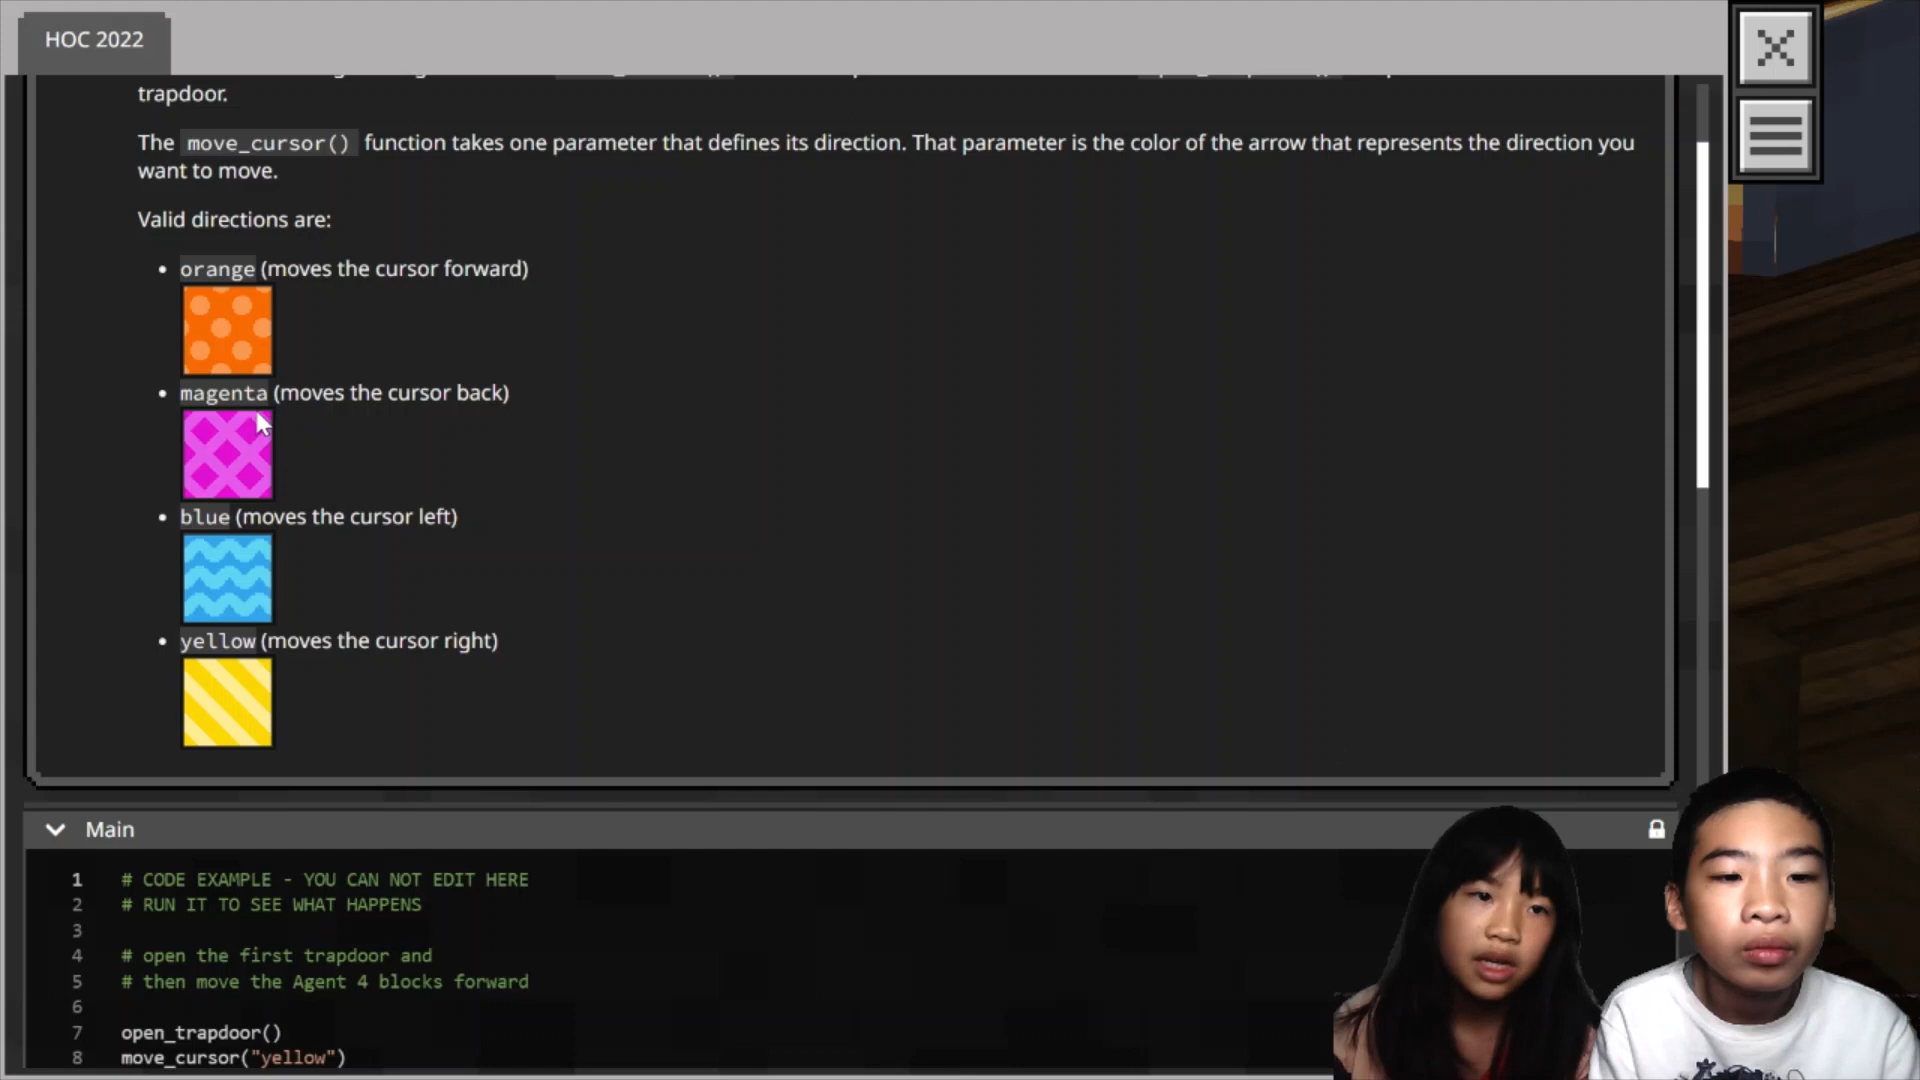 HOC 2022
trapdoor.
The move_cursor() function takes one parameter that defines its direction. That parameter is the color of the arrow that represents the direction you
want to move.
Valid directions are:
• orange (moves the cursor forward)
• magenta (moves the cursor back)
• blue (moves the cursor left)
• yellow (moves the cursor right)
Main
1 # CODE EXAMPLE - YOU CAN NOT EDIT HERE
2 # RUN IT TO SEE WHAT HAPPENS
3
4 # open the first trapdoor and
5 # then move the Agent 4 blocks forward
6
7 open_trapdoor()
8 move_cursor("yellow")